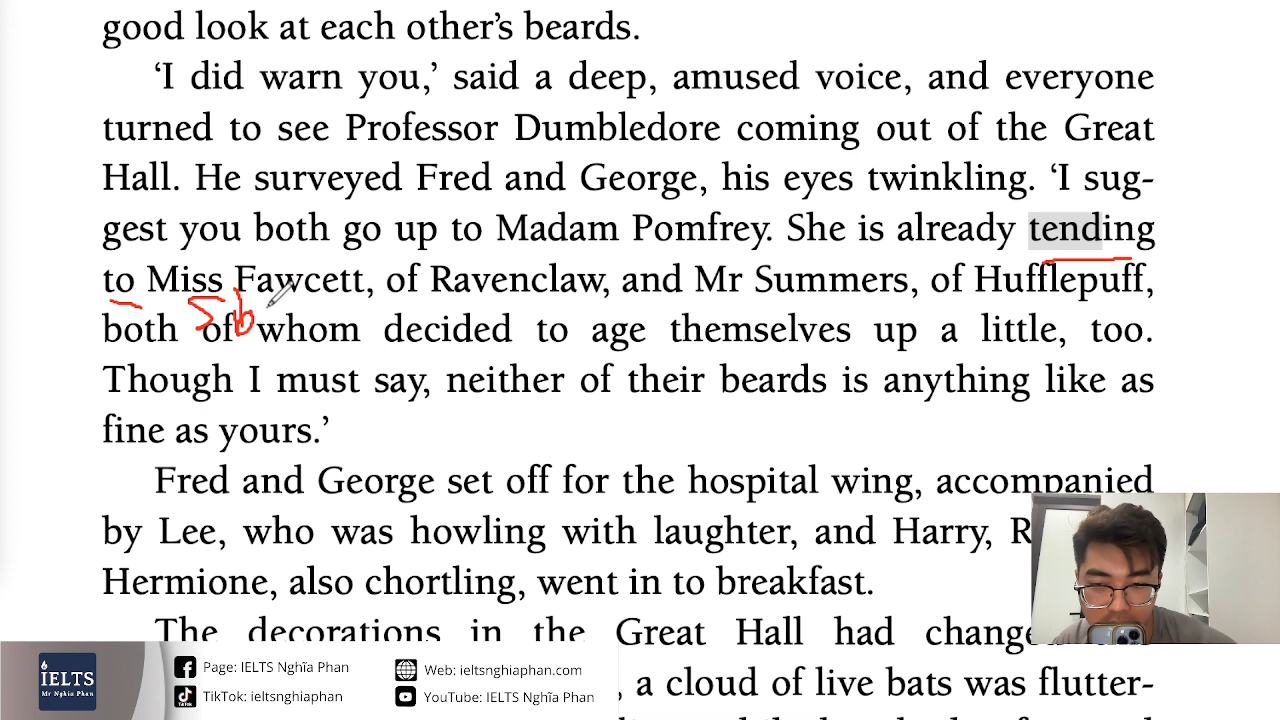 good look at each other's beards.
‘I did warn you,’ said a deep, amused voice, and everyone
turned to see Professor Dumbledore coming out of the Great
Hall. He surveyed Fred and George, his eyes twinkling. ‘I sug-
gest you both go up to Madam Pomfrey. She is already tending
to Miss Fawcett, of Ravenclaw, and Mr Summers, of Hufflepuff,
sb
both of whom decided to age themselves up a little, too.
Though I must say, neither of their beards is anything like as
fine as yours.’
Fred and George set off for the hospital wing, accompanied
by Lee, who was howling with laughter, and Harry,
Hermione, also chortling, went in to breakfast.
The decorations in the Great Hall had
, a cloud of live bats was flutter-
IELTS
Mr Nghia Phan
Page: IELTS Nghĩa Phan
TikTok: ieltsnghiaphan
Web: ieltsnghiaphan.com
YouTube: IELTS Nghĩa Phan